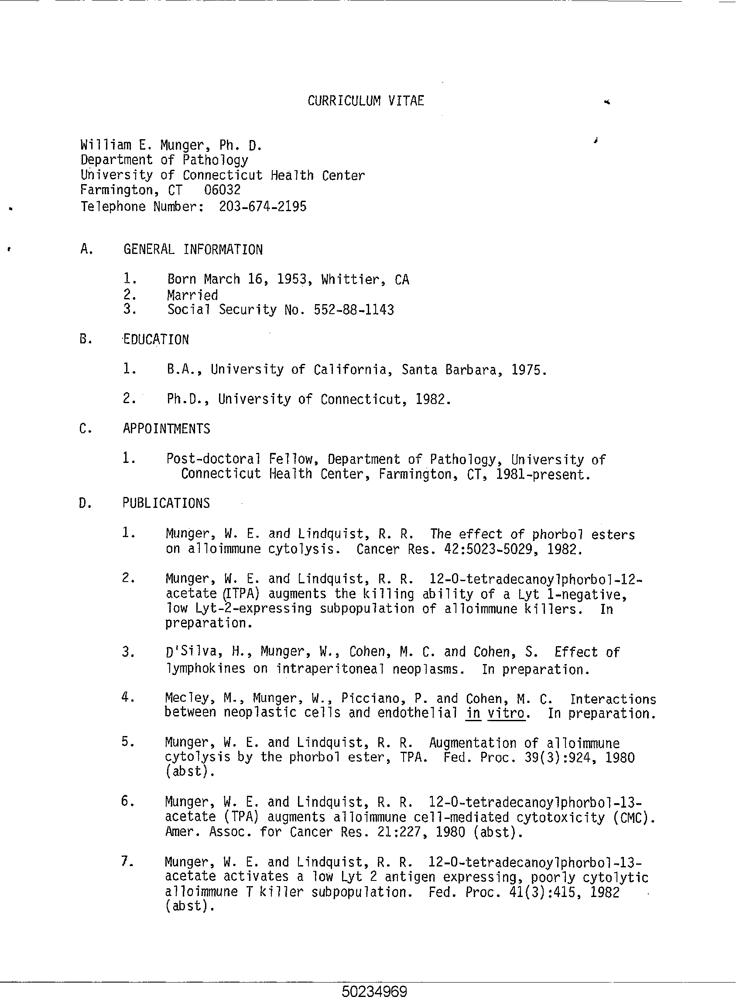 CURRICULUM VITAE
William E. Munger, Ph. D.
Department of Pathology
University of Connecticut Health Center
Farmington, CT 06032
Telephone Number: 203-674-2195
A. GENERAL INFORMATION
1. Born March 16, 1953, Whittier, CA
2. Married
3. Social Security No. 552-88-1143
B. EDUCATION
1. B.A., University of California, Santa Barbara, 1975.
2. Ph.D., University of Connecticut, 1982.
C. APPOINTMENTS
1. Post-doctoral Fellow, Department of Pathology, University of
Connecticut Health Center, Farmington, CT, 1981-present.
D. PUBLICATIONS
1. Munger, W. E. and Lindquist, R. R. The effect of phorbol esters
on alloimmune cytolysis. Cancer Res. 42:5023-5029, 1982.
2. Munger, W. E. and Lindquist, R. R. 12-0-tetradecanoylphorbol-12-
acetate (ITPA) augments the killing ability of a Lyt 1-negative,
low Lyt-2-expressing subpopulation of alloimmune killers. In
preparation.
3. D'Silva, H., Munger, W., Cohen, M. C. and Cohen, S. Effect of
lymphokines on intraperitoneal neoplasms. In preparation.
4. Mecley, M., Munger, W., Picciano, P. and Cohen, M. C. Interactions
between neoplastic cells and endothelial in vitro. In preparation.
5. Munger, W. E. and Lindquist, R. R. Augmentation of alloimmune
cytolysis by the phorbol ester, TPA. Fed. Proc. 39(3):924, 1980
(abst).
6. Munger, W. E. and Lindquist, R. R. 12-0-tetradecanoylphorbol-13-
acetate (TPA) augments alloimmune cell-mediated cytotoxicity (CMC).
Amer. Assoc. for Cancer Res. 21:227, 1980 (abst).
7. Munger, W. E. and Lindquist, R. R. 12-0-tetradecanoylphorbol-13-
acetate activates a low Lyt 2 antigen expressing, poorly cytolytic
alloimmune T killer subpopulation. Fed. Proc. 41(3):415, 1982
(abst).
50234969